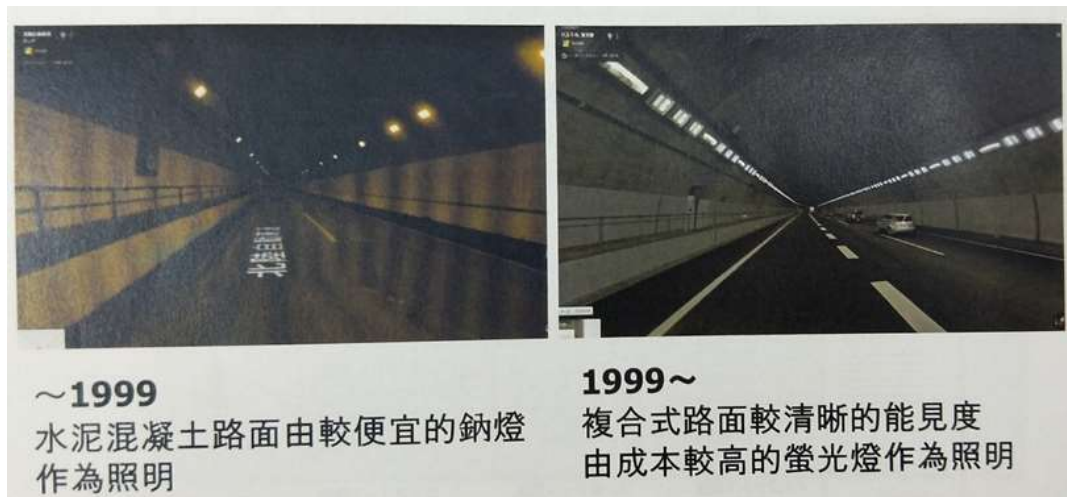 ～1999
水泥混凝土路面由較便宜的鈉燈
作為照明
1999～
複合式路面較清晰的能見度
由成本較高的螢光燈作為照明